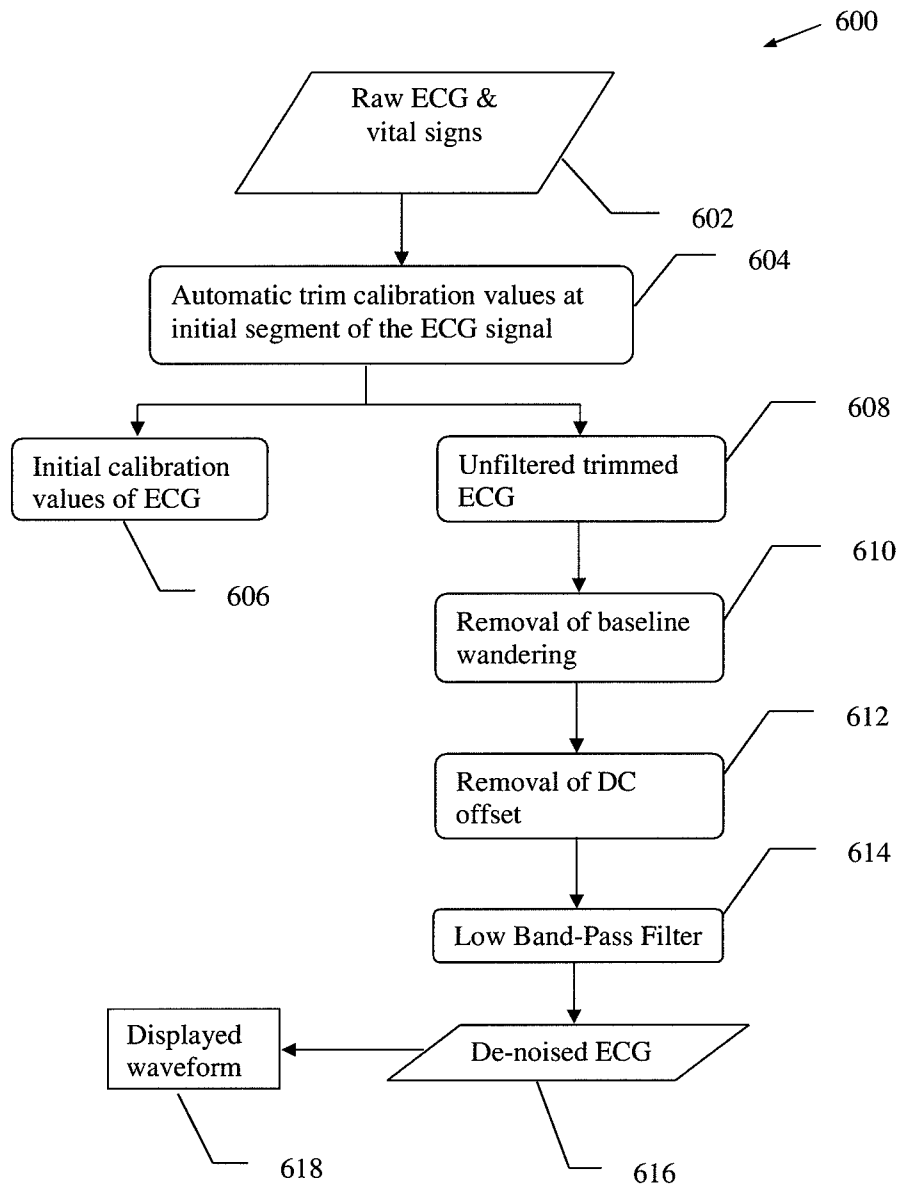 600
Raw ECG &
vital signs
602
604
Automatic trim calibration values at
initial segment of the ECG signal
608
Initial calibration
values of ECG
Unfiltered trimmed
ECG
606
610
Removal of baseline
wandering
612
Removal of DC
offset
614
Low Band-Pass Filter
Displayed
waveform
De-noised ECG
618
616